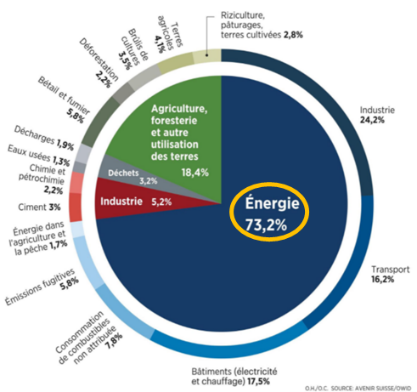 Riziculture,
pâturages,
terres cultivées 2,8%
Terres
agricoles
4,1%
Brûlis de
cultures
3,5%
Déforestation
2,2%
Bétail et fumier
5,8%
Décharges 1,9%
Eaux usées 1,3%
Chimie et
pétrochimie
2,2%
Ciment 3%
Énergie dans
l'agriculture et
la pêche 1,7%
Émissions fugitives
5,8%
Consommation
de combustibles
non attribuée
7,8%
Bâtiments (électricité
et chauffage) 17,5%
Transport
16,2%
Industrie
24,2%
Agriculture,
foresterie
et autre
utilisation
des terres
18,4%
Déchets
3,2%
Industrie 5,2%
Énergie
73,2%
O.H./O.C. SOURCE: AVENIR SUISSE/OWID